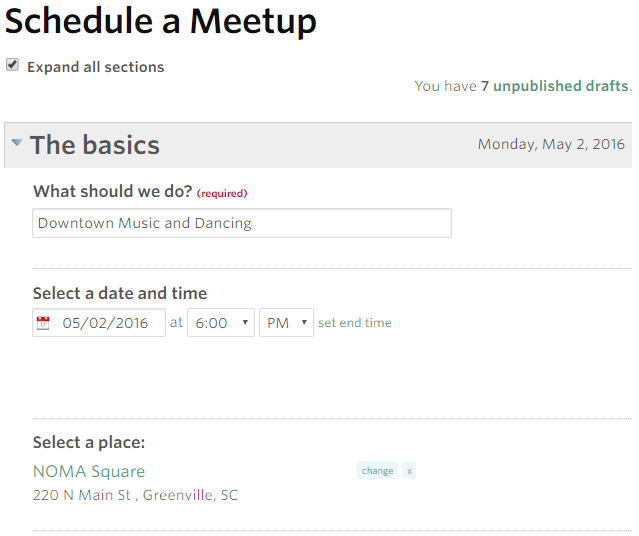 Schedule a Meetup
Expand all sections
You have 7 unpublished drafts.
The basics Monday, May 2, 2016
What should we do? (required)
Downtown Music and Dancing
Select a date and time
05/02/2016 at 6:00 PM set end time
Select a place:
NOMA Square change x
220 N Main St , Greenville, SC